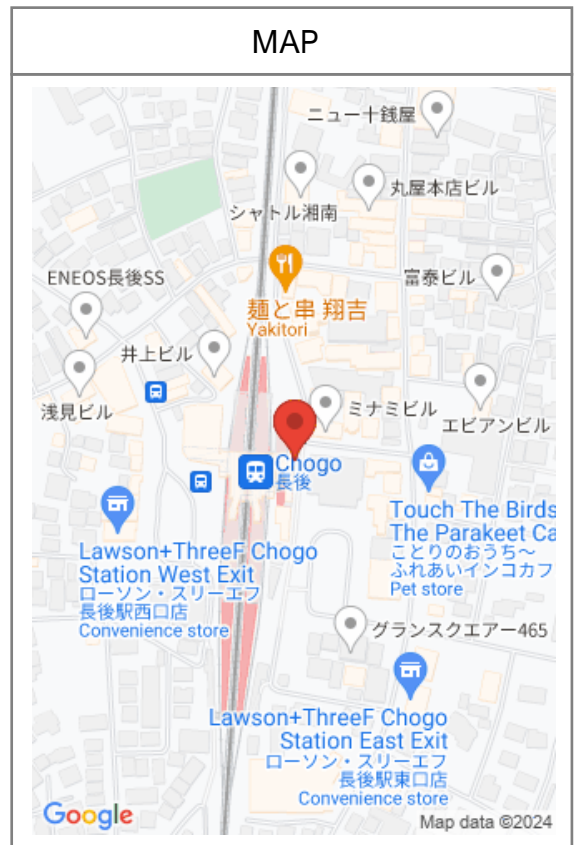 MAP
ニュー十銭屋
丸屋本店ビル
シャトル湘南
ENEOS長後SS
富泰ビル
麺と串 翔吉
Yakitori
井上ビル
浅見ビル
ミナミビル
エビアンビル
Chogo
長後
Touch The Birds
The Parakeet Ca
ことりのおうち〜
ふれあいインコカフ
Pet store
Lawson+ThreeF Chogo
Station West Exit
ローソン・スリーエフ
長後駅西口店
Convenience store
グランスクエアー465
Lawson+ThreeF Chogo
Station East Exit
ローソン・スリーエフ
長後駅東口店
Convenience store
Google
Map data ©2024